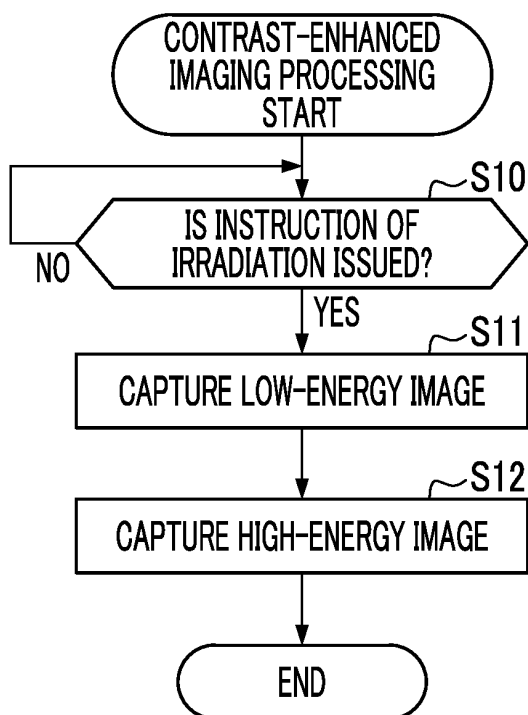 CONTRAST-ENHANCED
IMAGING PROCESSING
START
S10
IS INSTRUCTION OF
IRRADIATION ISSUED?
NO
YES
S11
CAPTURE LOW-ENERGY IMAGE
S12
CAPTURE HIGH-ENERGY IMAGE
END